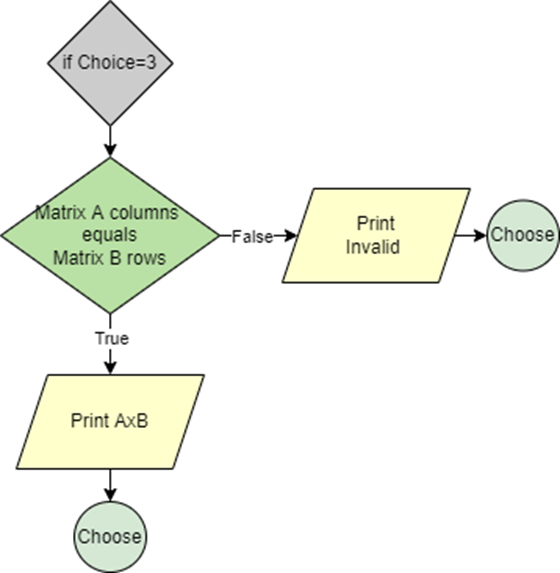 if Choice=3
Matrix A columns
equals
Matrix B rows
False
Print
Invalid
Choose
True
Print AxB
Choose